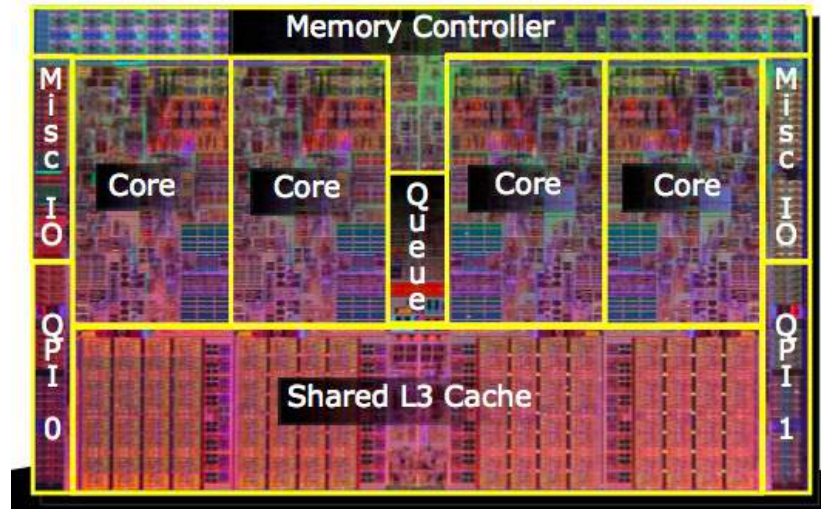 Memory Controller
Misc IO
Core
Core
Queue
Core
Core
Misc IO
QPI 0
Shared L3 Cache
QPI 1